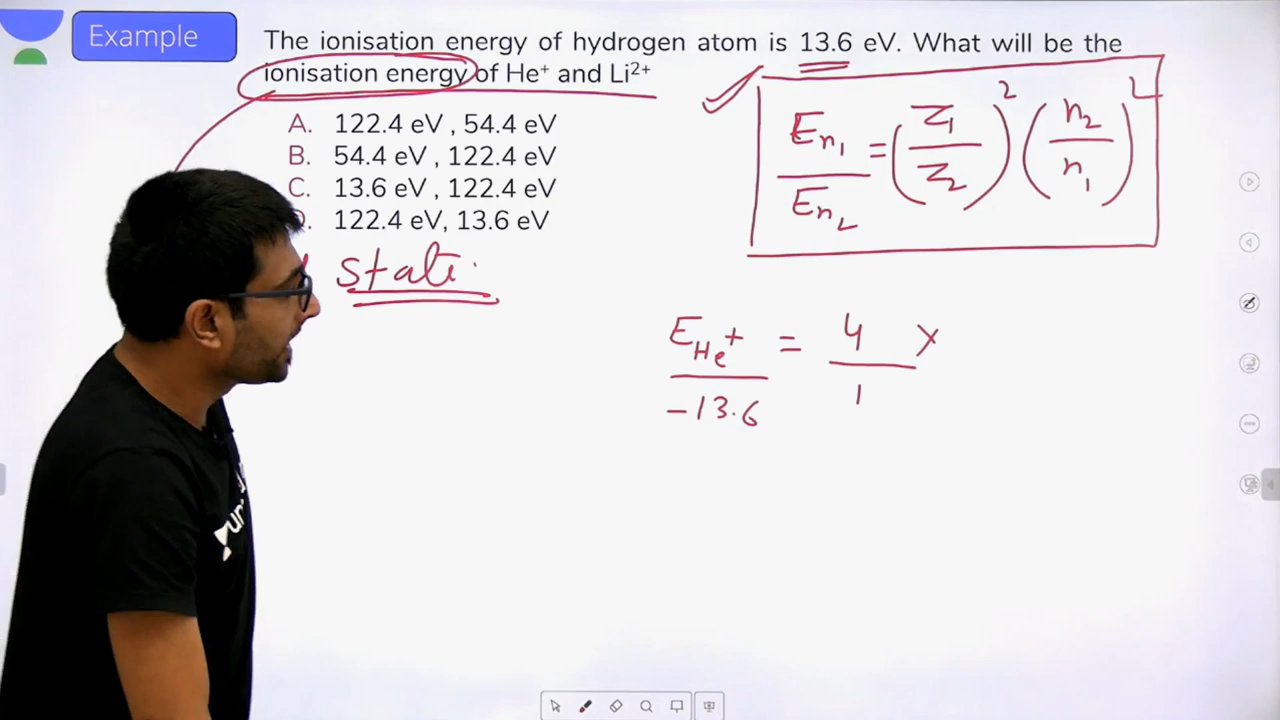 Example
The ionisation energy of hydrogen atom is 13.6 eV. What will be the
ionisation energy of He⁺ and Li²⁺
A. 122.4 eV , 54.4 eV
B. 54.4 eV , 122.4 eV
C. 13.6 eV , 122.4 eV
122.4 eV, 13.6 eV
State.
En₁/En₂ = (Z₁/Z₂)² (n₂/n₁)²
E He⁺/-13.6 = 4/1 ×